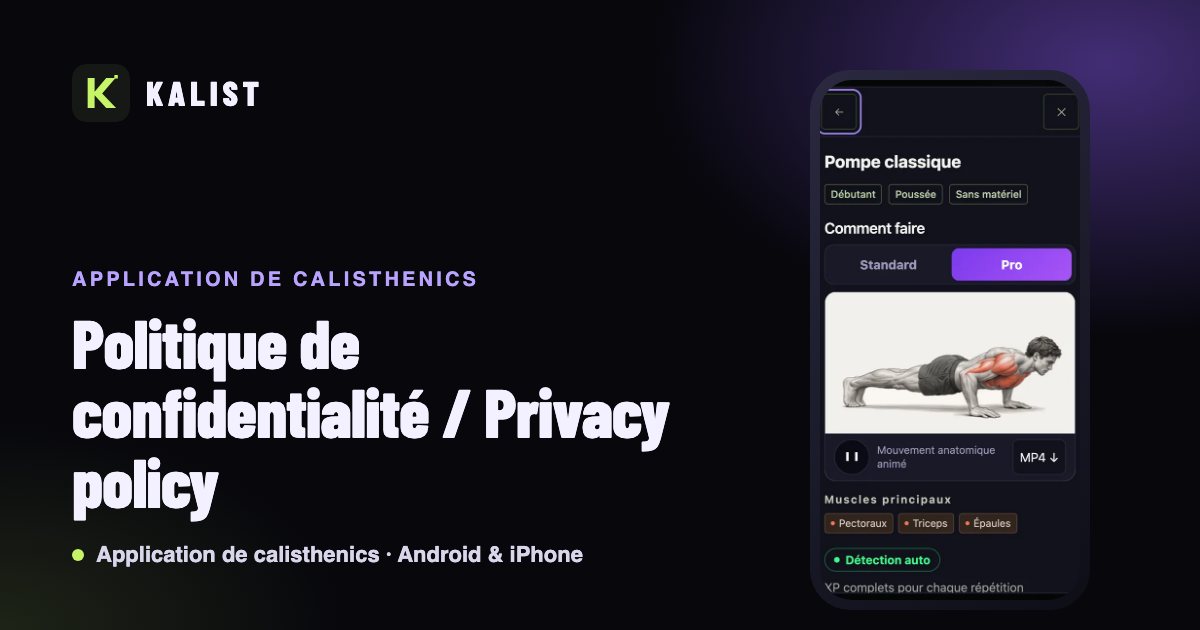 KALIST
APPLICATION DE CALISTHENICS
Politique de
confidentialité / Privacy
policy
Application de calisthenics · Android & iPhone
Pompe classique
Débutant Poussée Sans matériel
Comment faire
Standard Pro
Mouvement anatomique
animé
MP4 ↓
Muscles principaux
Pectoraux Triceps Épaules
Détection auto
XP complets pour chaque répétition